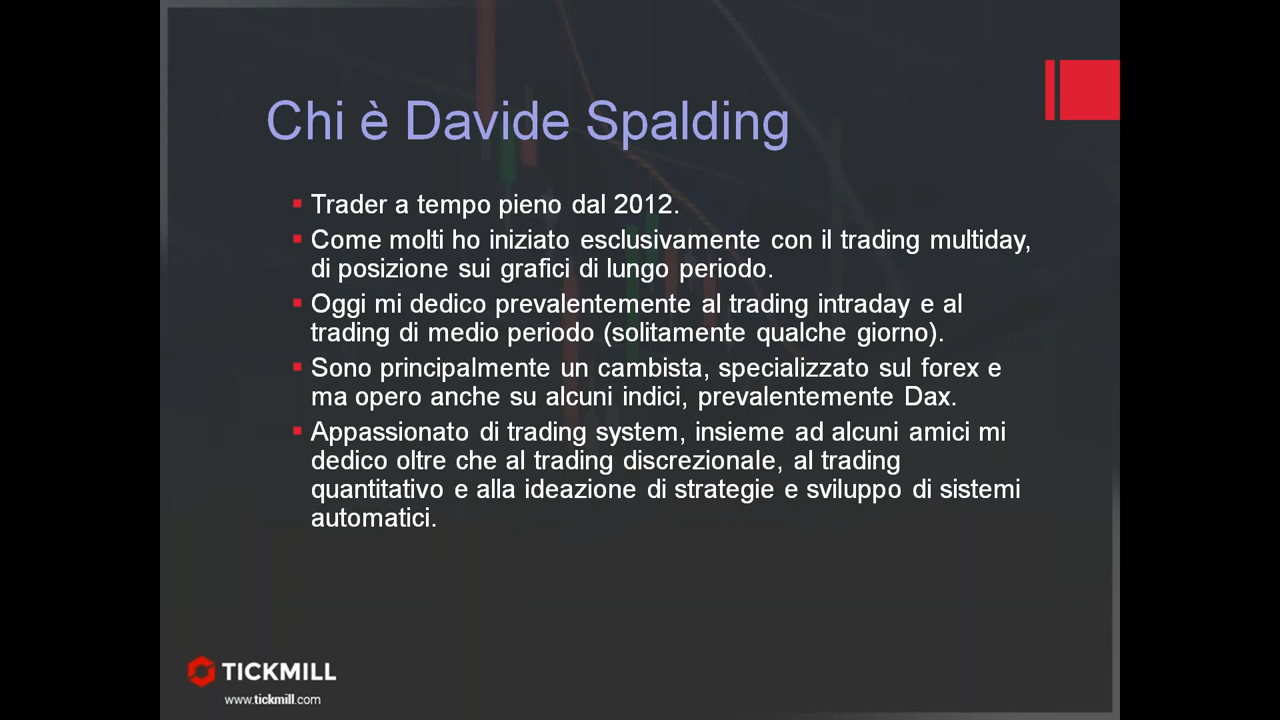 Chi è Davide Spalding
Trader a tempo pieno dal 2012.
Come molti ho iniziato esclusivamente con il trading multiday,
di posizione sui grafici di lungo periodo.
Oggi mi dedico prevalentemente al trading intraday e al
trading di medio periodo (solitamente qualche giorno).
Sono principalmente un cambista, specializzato sul forex e
ma opero anche su alcuni indici, prevalentemente Dax.
Appassionato di trading system, insieme ad alcuni amici mi
dedico oltre che al trading discrezionale, al trading
quantitativo e alla ideazione di strategie e sviluppo di sistemi
automatici.
TICKMILL
www.tickmill.com